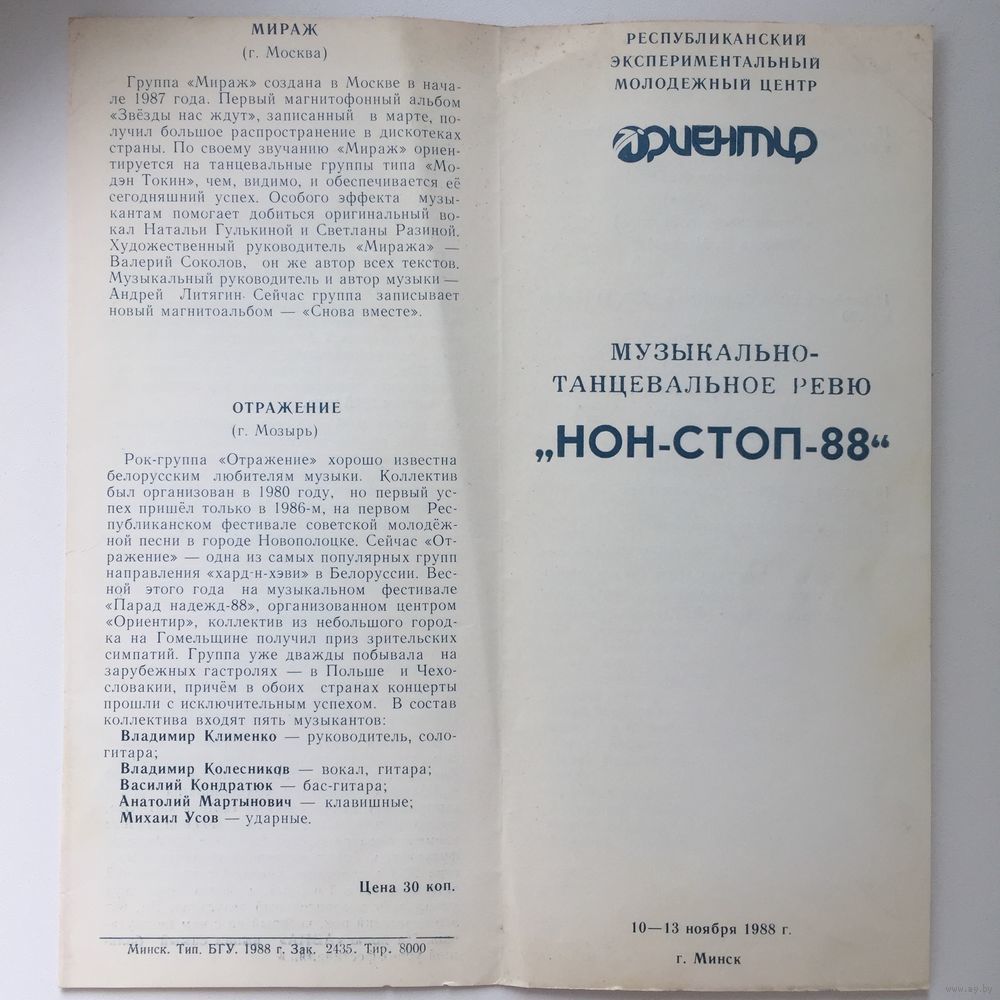 МИРАЖ
(г. Москва)
Группа «Мираж» создана в Москве в нача-
ле 1987 года. Первый магнитофонный альбом
«Звёзды нас ждут», записанный в марте, по-
лучил большое распространение в дискотеках
страны. По своему звучанию «Мираж» ориен-
тируется на танцевальные группы типа «Мо-
дэн Токин», чем, видимо, и обеспечивается её
сегодняшний успех. Особого эффекта музы-
кантам помогает добиться оригинальный во-
кал Натальи Гулькиной и Светланы Разиной.
Художественный руководитель «Миража» —
Валерий Соколов, он же автор всех текстов.
Музыкальный руководитель и автор музыки —
Андрей Литягин. Сейчас группа записывает
новый магнитоальбом — «Снова вместе».
ОТРАЖЕНИЕ
(г. Мозырь)
Рок-группа «Отражение» хорошо известна
белорусским любителям музыки. Коллектив
был организован в 1980 году, но первый ус-
пех пришёл только в 1986-м, на первом Рес-
публиканском фестивале советской молодёж-
ной песни в городе Новополоцке. Сейчас «От-
ражение» — одна из самых популярных групп
направления «хард-н-хэви» в Белоруссии. Вес-
ной этого года на музыкальном фестивале
«Парад надежд-88», организованном центром
«Ориентир», коллектив из небольшого город-
ка на Гомельщине получил приз зрительских
симпатий. Группа уже дважды побывала на
зарубежных гастролях — в Польше и Чехо-
словакии, причём в обоих странах концерты
прошли с исключительным успехом. В состав
коллектива входят пять музыкантов:
Владимир Клименко — руководитель, соло-
гитара;
Владимир Колесников — вокал, гитара;
Василий Кондратюк — бас-гитара;
Анатолий Мартынович — клавишные;
Михаил Усов — ударные.
Цена 30 коп.
Минск. Тип. БГУ. 1988 г. Зак. 2435. Тир. 8000
РЕСПУБЛИКАНСКИЙ
ЭКСПЕРИМЕНТАЛЬНЫЙ
МОЛОДЕЖНЫЙ ЦЕНТР
ОРИЕНТИР
МУЗЫКАЛЬНО-
ТАНЦЕВАЛЬНОЕ РЕВЮ
„НОН-СТОП-88“
10—13 ноября 1988 г.
г. Минск
www.ay.by